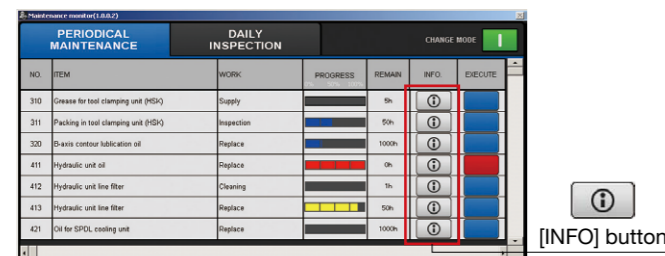 Maintenance monitor(1.0.0.2)
PERIODICAL MAINTENANCE
DAILY INSPECTION
CHANGE MODE
NO. ITEM WORK PROGRESS REMAIN INFO. EXECUTE
0% 50% 100%
310 Grease for tool clamping unit (HSK) Supply 5h
311 Packing in tool clamping unit (HSK) Inspection 50h
320 B-axis contour lublication oil Replace 1000h
411 Hydraulic unit oil Replace 0h
412 Hydraulic unit line filter Cleaning 1h
413 Hydraulic unit line filter Replace 50h
421 Oil for SPDL cooling unit Replace 1000h
[INFO] button